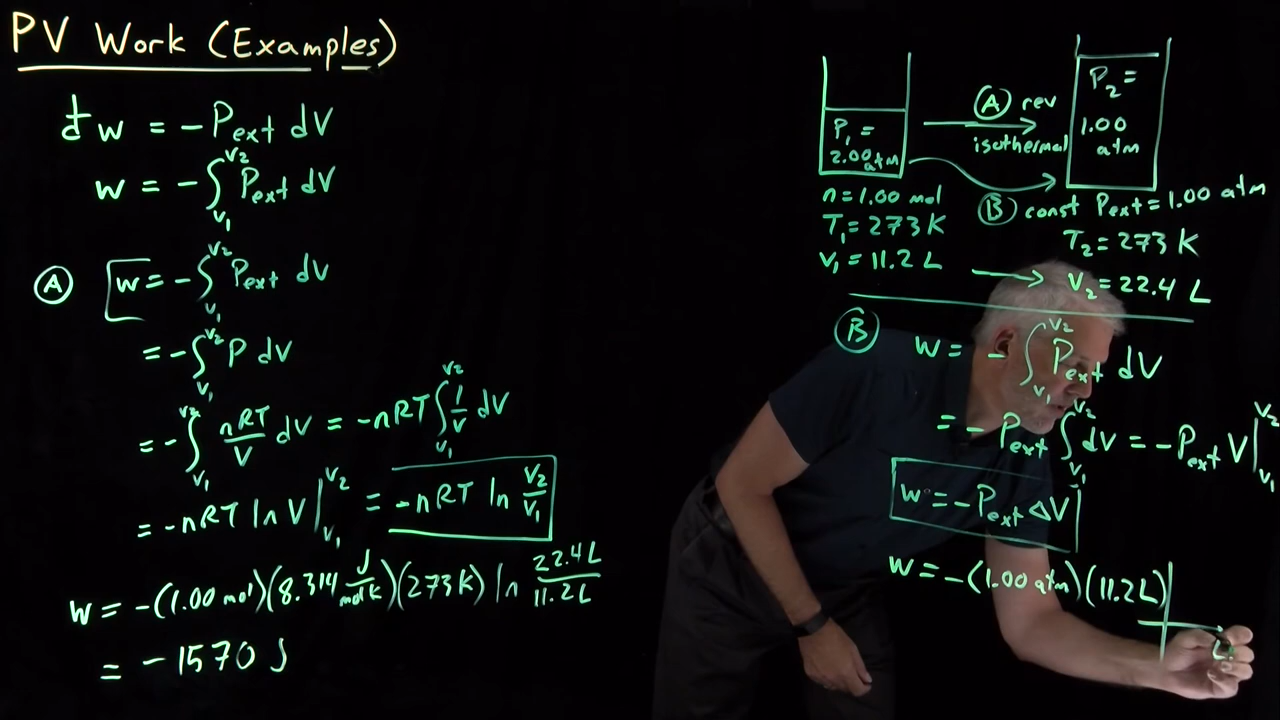 PV Work (Examples)
đw = -P_ext dV
w = -∫_{V₁}^{V₂} P_ext dV
Ⓐ w = -∫_{V₁}^{V₂} P_ext dV
= -∫_{V₁}^{V₂} P dV
= -∫_{V₁}^{V₂} nRT/V dV = -nRT ∫_{V₁}^{V₂} 1/V dV
= -nRT ln V |_{V₁}^{V₂} = -nRT ln V₂/V₁
w = -(1.00 mol)(8.314 J/mol K)(273 K) ln 22.4 L/11.2 L
= -1570 J
P₁ =
2.00 atm
Ⓐ rev
isothermal
P₂ =
1.00
atm
n = 1.00 mol
T₁ = 273 K
V₁ = 11.2 L
Ⓑ const P_ext = 1.00 atm
T₂ = 273 K
V₂ = 22.4 L
Ⓑ w = -∫_{V₁}^{V₂} P_ext dV
= -P_ext ∫_{V₁}^{V₂} dV = -P_ext V |_{V₁}^{V₂}
w = -P_ext ΔV
w = -(1.00 atm)(11.2 L)